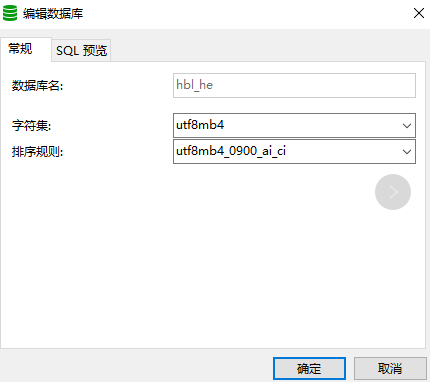 编辑数据库
常规
SQL 预览
数据库名:
hbl_he
字符集:
utf8mb4
排序规则:
utf8mb4_0900_ai_ci
确定
取消